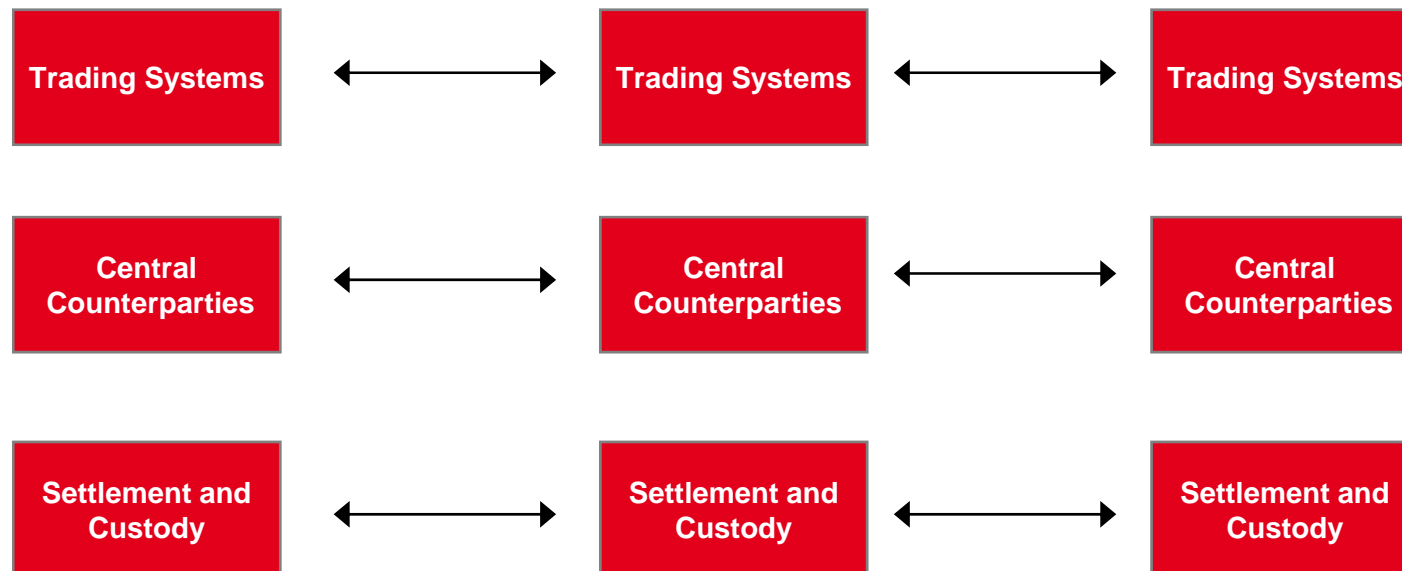 Trading Systems
Trading Systems
Trading Systems
Central
Counterparties
Central
Counterparties
Central
Counterparties
Settlement and
Custody
Settlement and
Custody
Settlement and
Custody